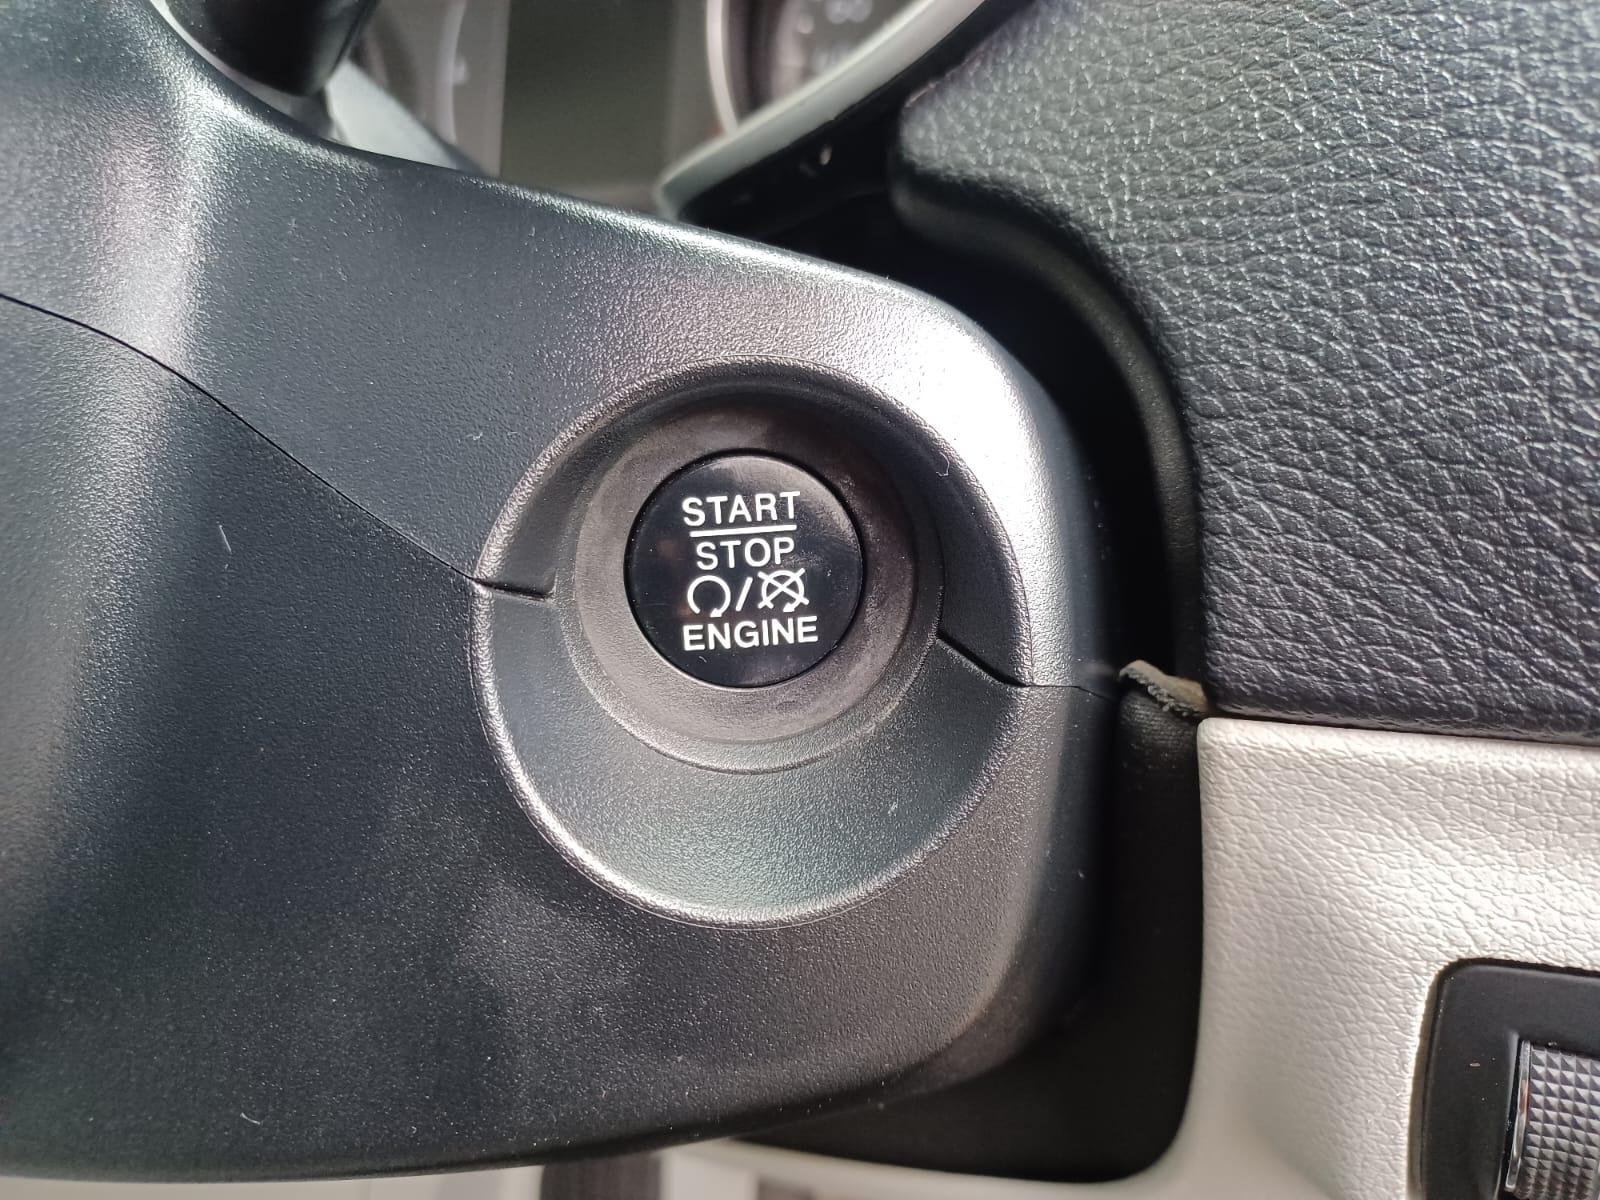 START
STOP
/
ENGINE